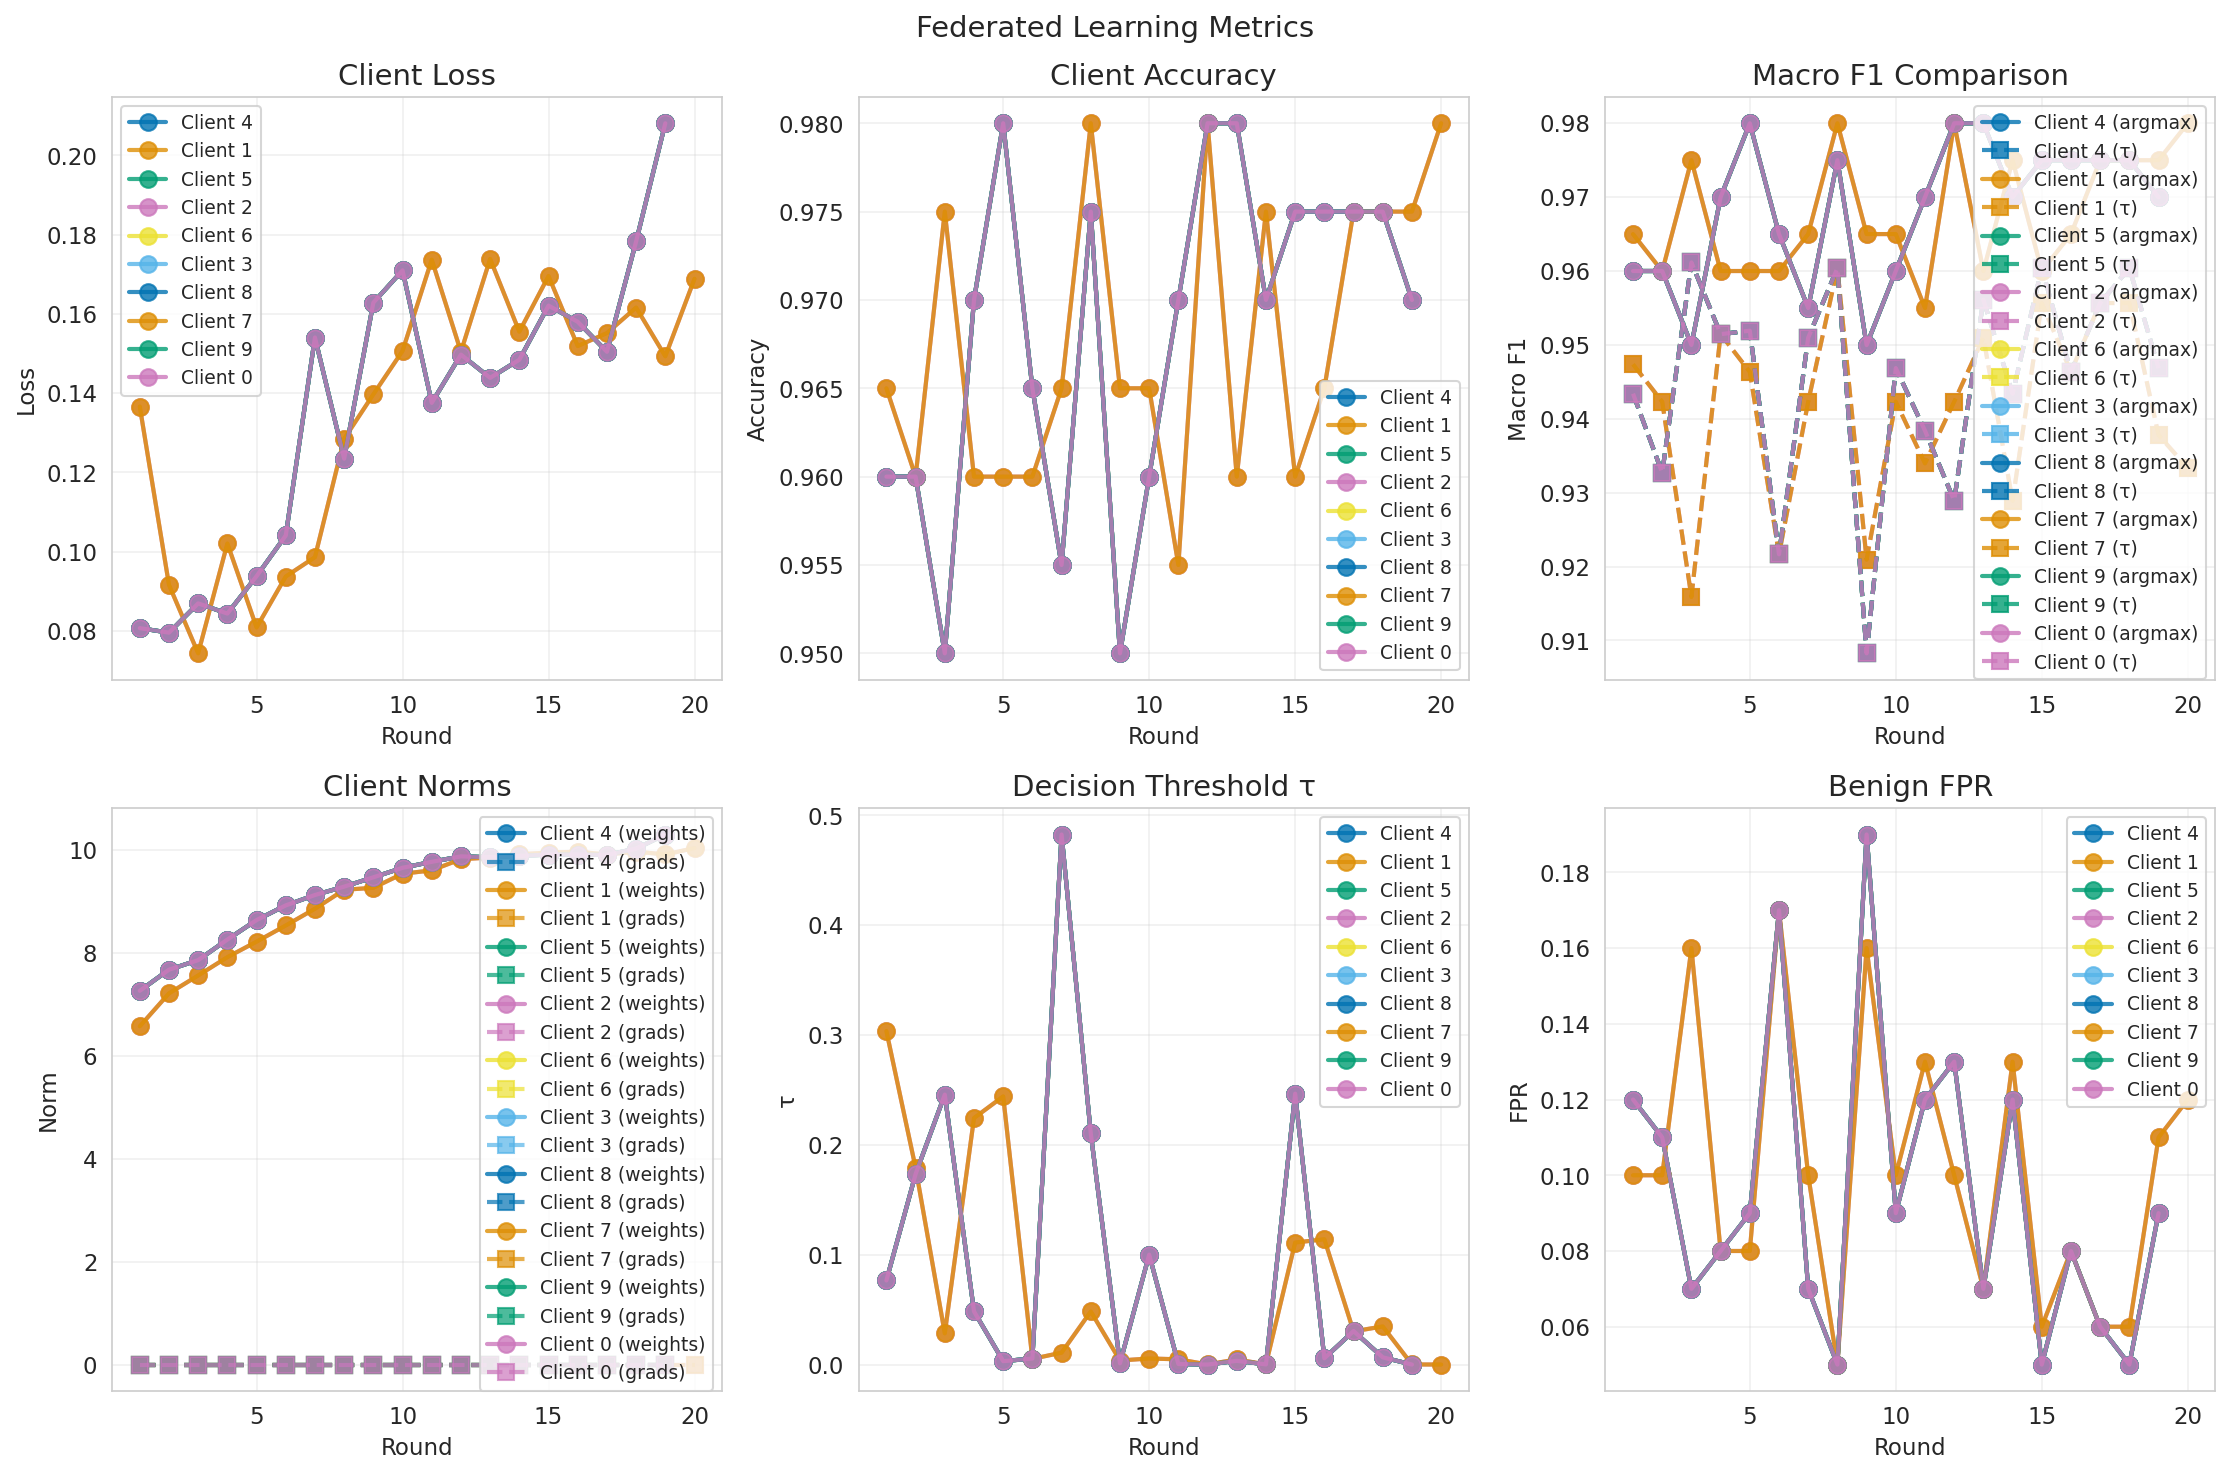 Federated Learning Metrics
Client Loss
Loss
0.20
0.18
0.16
0.14
0.12
0.10
0.08
5
10
15
20
Round
Client 4
Client 1
Client 5
Client 2
Client 6
Client 3
Client 8
Client 7
Client 9
Client 0
Client Accuracy
Accuracy
0.980
0.975
0.970
0.965
0.960
0.955
0.950
5
10
15
20
Round
Client 4
Client 1
Client 5
Client 2
Client 6
Client 3
Client 8
Client 7
Client 9
Client 0
Macro F1 Comparison
Macro F1
0.98
0.97
0.96
0.95
0.94
0.93
0.92
0.91
5
10
15
20
Round
Client 4 (argmax)
Client 4 (τ)
Client 1 (argmax)
Client 1 (τ)
Client 5 (argmax)
Client 5 (τ)
Client 2 (argmax)
Client 2 (τ)
Client 6 (argmax)
Client 6 (τ)
Client 3 (argmax)
Client 3 (τ)
Client 8 (argmax)
Client 8 (τ)
Client 7 (argmax)
Client 7 (τ)
Client 9 (argmax)
Client 9 (τ)
Client 0 (argmax)
Client 0 (τ)
Client Norms
Norm
10
8
6
4
2
0
5
10
15
20
Round
Client 4 (weights)
Client 4 (grads)
Client 1 (weights)
Client 1 (grads)
Client 5 (weights)
Client 5 (grads)
Client 2 (weights)
Client 2 (grads)
Client 6 (weights)
Client 6 (grads)
Client 3 (weights)
Client 3 (grads)
Client 8 (weights)
Client 8 (grads)
Client 7 (weights)
Client 7 (grads)
Client 9 (weights)
Client 9 (grads)
Client 0 (weights)
Client 0 (grads)
Decision Threshold τ
τ
0.5
0.4
0.3
0.2
0.1
0.0
5
10
15
20
Round
Client 4
Client 1
Client 5
Client 2
Client 6
Client 3
Client 8
Client 7
Client 9
Client 0
Benign FPR
FPR
0.18
0.16
0.14
0.12
0.10
0.08
0.06
5
10
15
20
Round
Client 4
Client 1
Client 5
Client 2
Client 6
Client 3
Client 8
Client 7
Client 9
Client 0